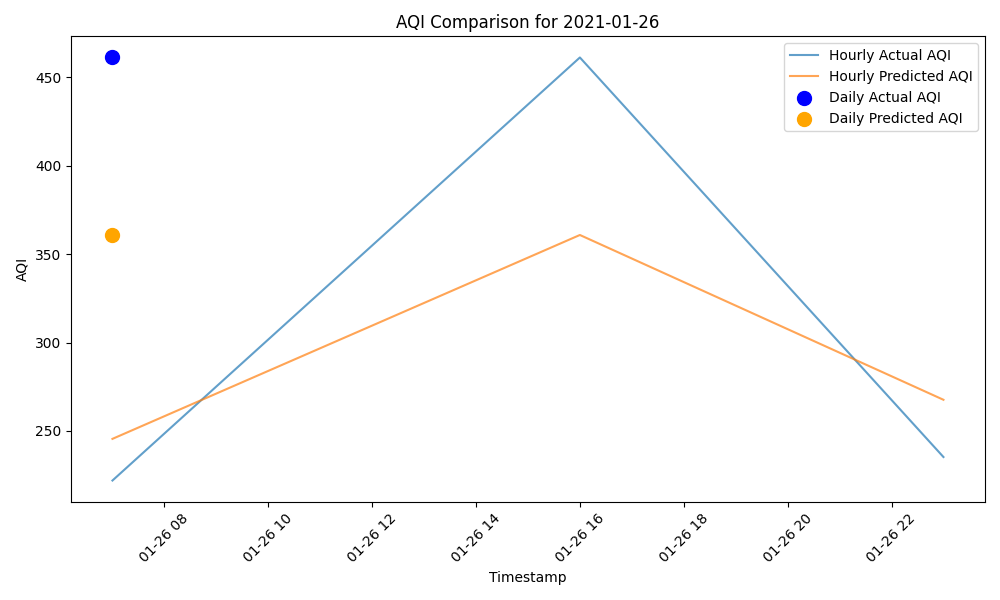 AQI Comparison for 2021-01-26
Hourly Actual AQI
Hourly Predicted AQI
Daily Actual AQI
Daily Predicted AQI
AQI
450
400
350
300
250
01-26 08
01-26 10
01-26 12
01-26 14
01-26 16
01-26 18
01-26 20
01-26 22
Timestamp